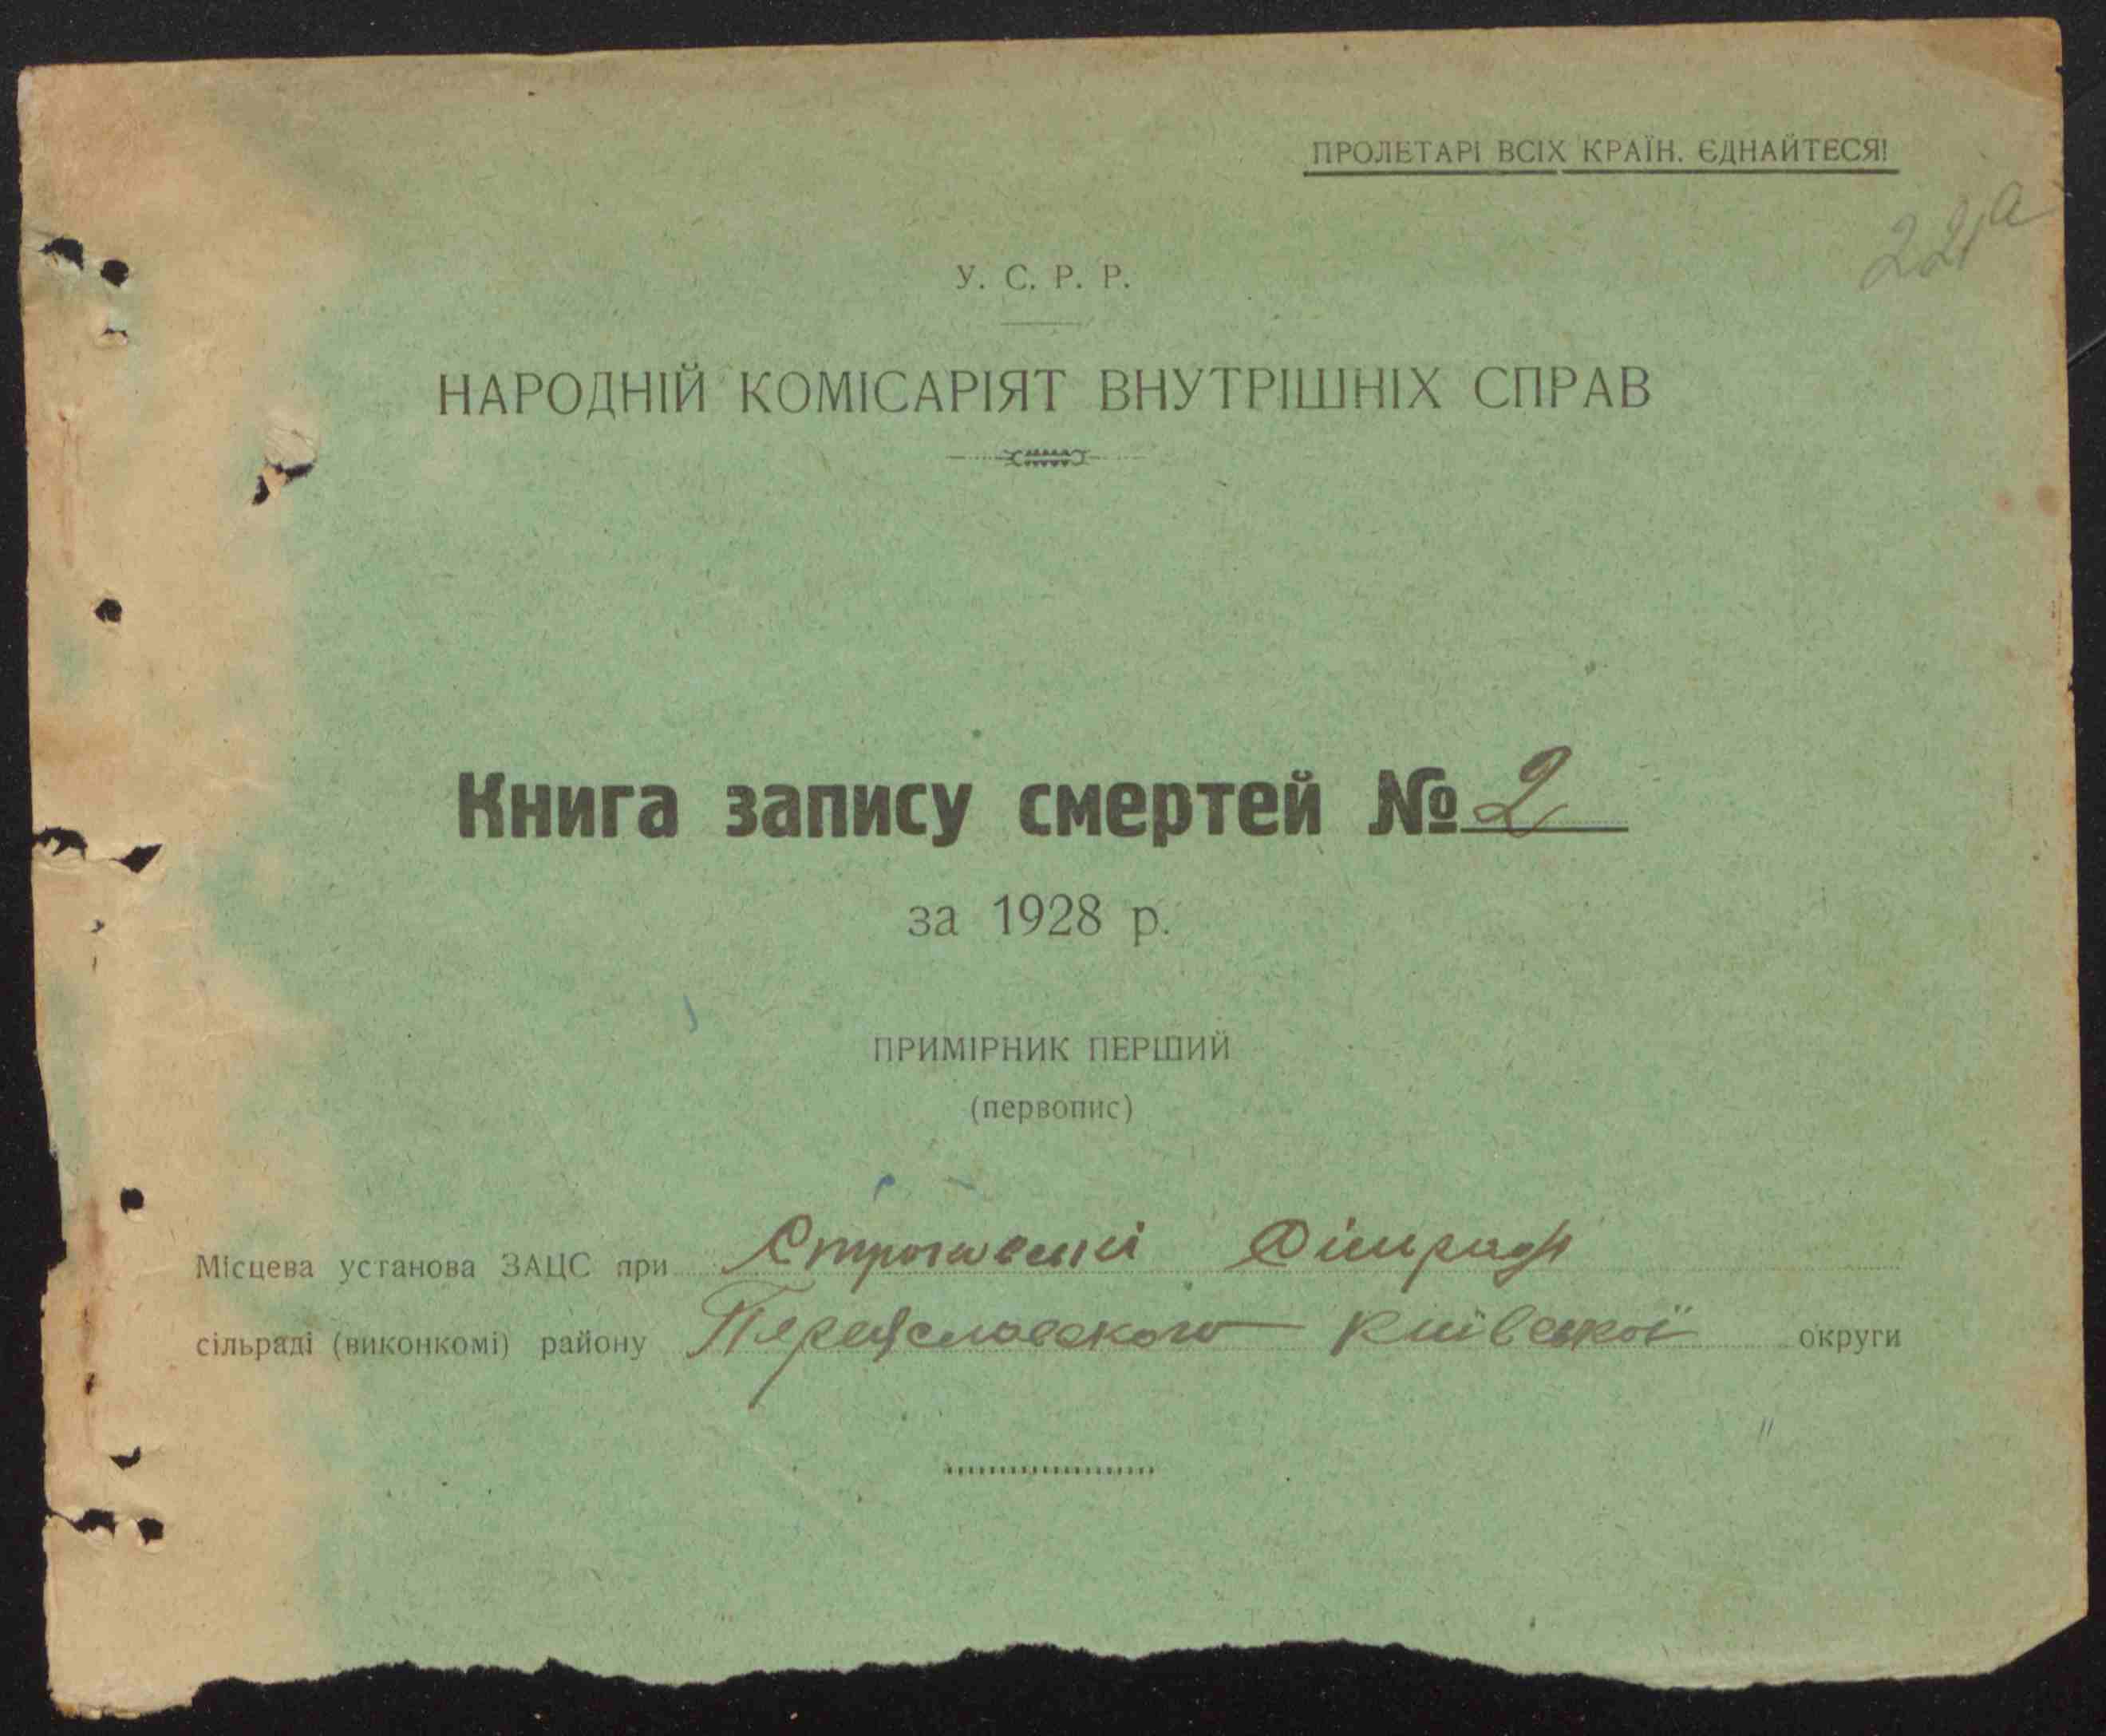 ПРОЛЕТАРІ ВСІХ КРАЇН. ЄДНАЙТЕСЯ!
У. С. Р. Р.
НАРОДНІЙ КОМІСАРІЯТ ВНУТРІШНІХ СПРАВ
Книга запису смертей № 2
за 1928 р.
ПРИМІРНИК ПЕРШИЙ
(первопис)
Місцева установа ЗАЦС при
сільраді (виконкомі) району Переяславского Київської округи